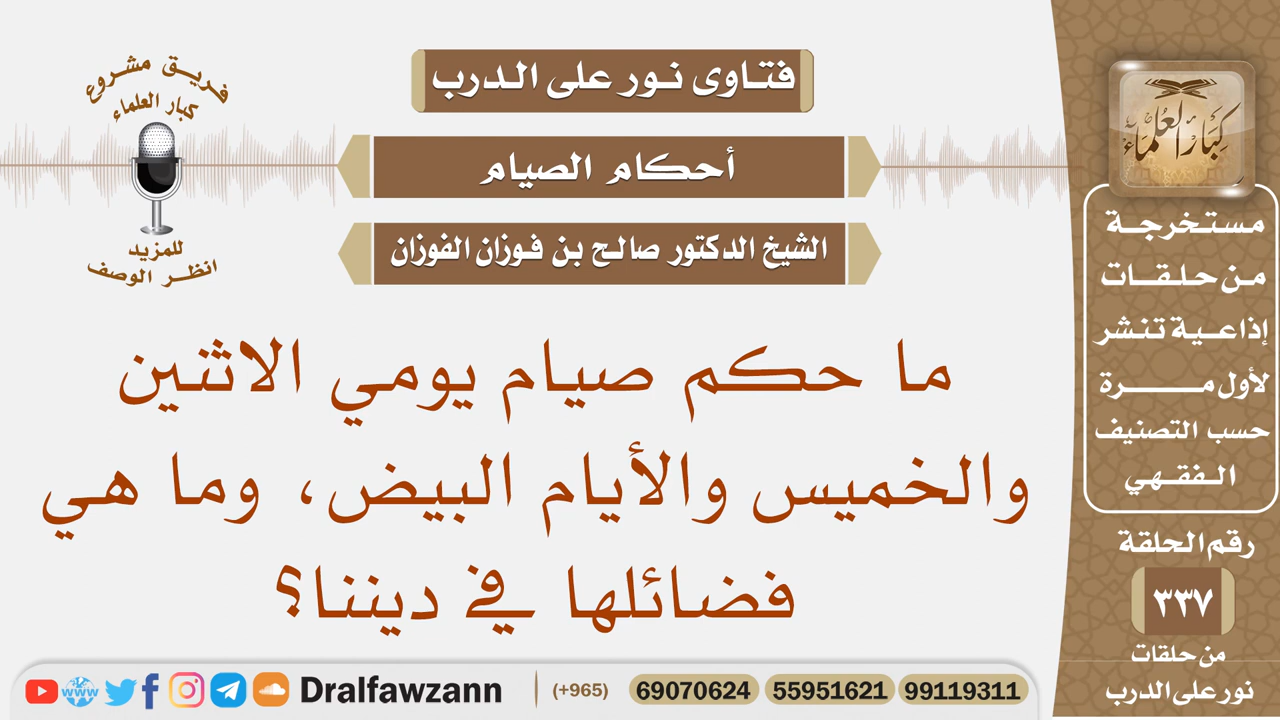 فتاوى نور على الدرب
أحكام الصيام
الشيخ الدكتور صالح بن فوزان الفوزان
فريق مشروع
كبار العلماء
للمزيد
انظر الوصف
ما حكم صيام يومي الاثنين
والخميس والأيام البيض، وما هي
فضائلها في ديننا؟
كبار العلماء
مستخرجة
من حلقات
إذاعية تنشر
لأول مرة
حسب التصنيف
الفقهي
رقم الحلقة
٣٣٧
من حلقات
نور على الدرب
www Dralfawzann (+965) 69070624 55951621 99119311